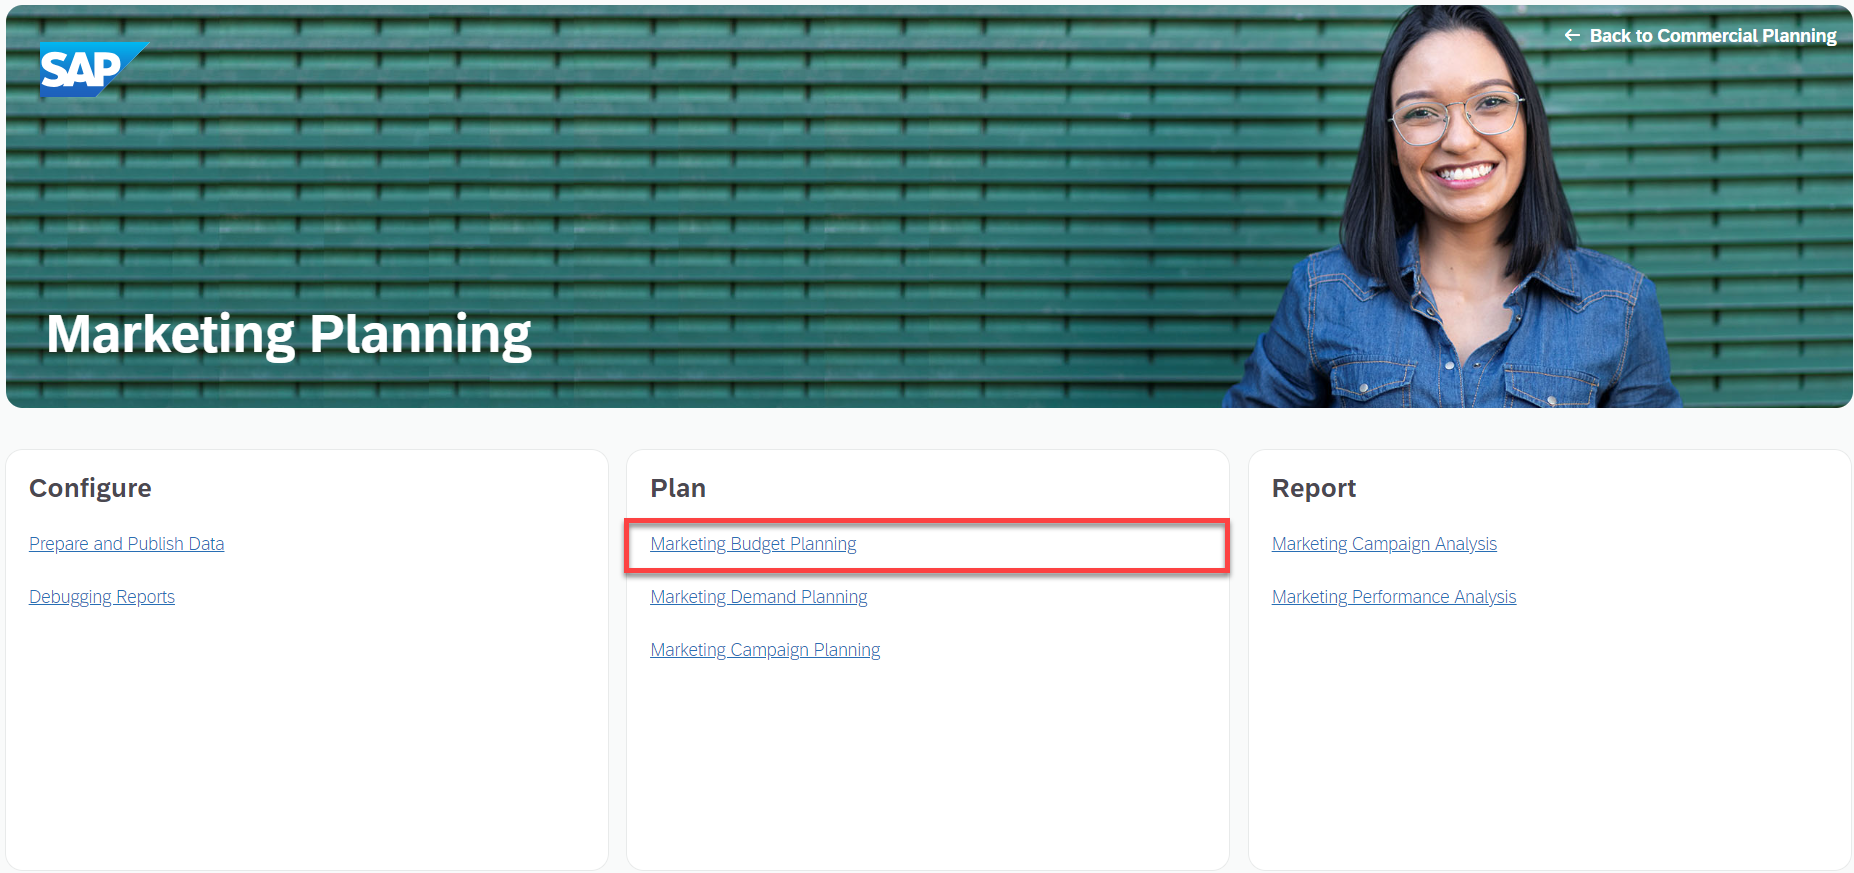 SAP
← Back to Commercial Planning
Marketing Planning
Configure
Prepare and Publish Data
Debugging Reports
Plan
Marketing Budget Planning
Marketing Demand Planning
Marketing Campaign Planning
Report
Marketing Campaign Analysis
Marketing Performance Analysis